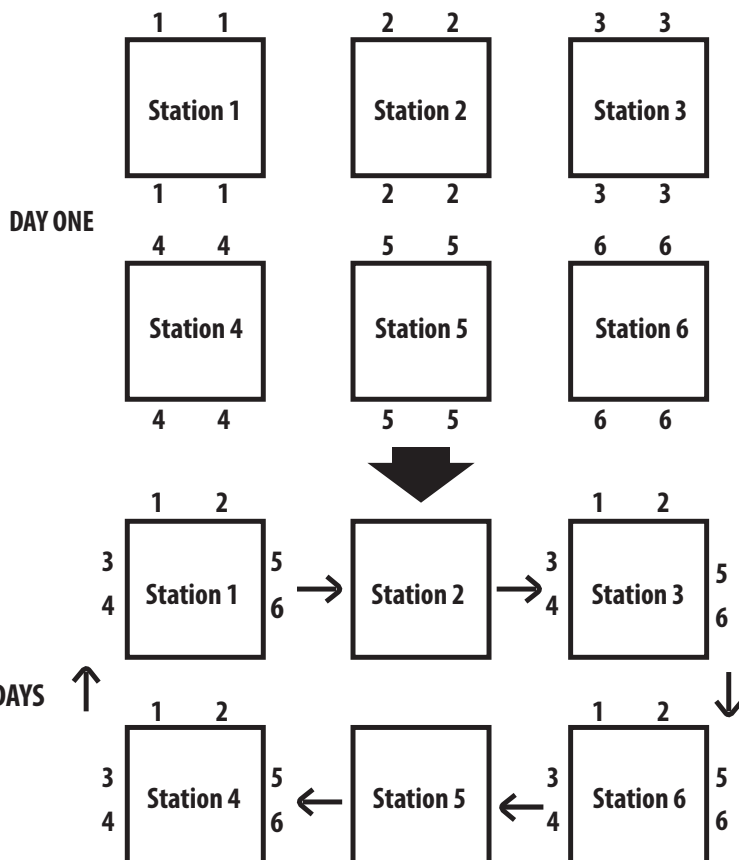 1 1 2 2 3 3
Station 1 Station 2 Station 3
1 1 2 2 3 3
DAY ONE
4 4 5 5 6 6
Station 4 Station 5 Station 6
4 4 5 5 6 6
1 2 1 2
3 5 3 5
Station 1 Station 2 Station 3
4 6 4 6
DAYS
1 2 1 2
3 5 3 5
Station 4 Station 5 Station 6
4 6 4 6